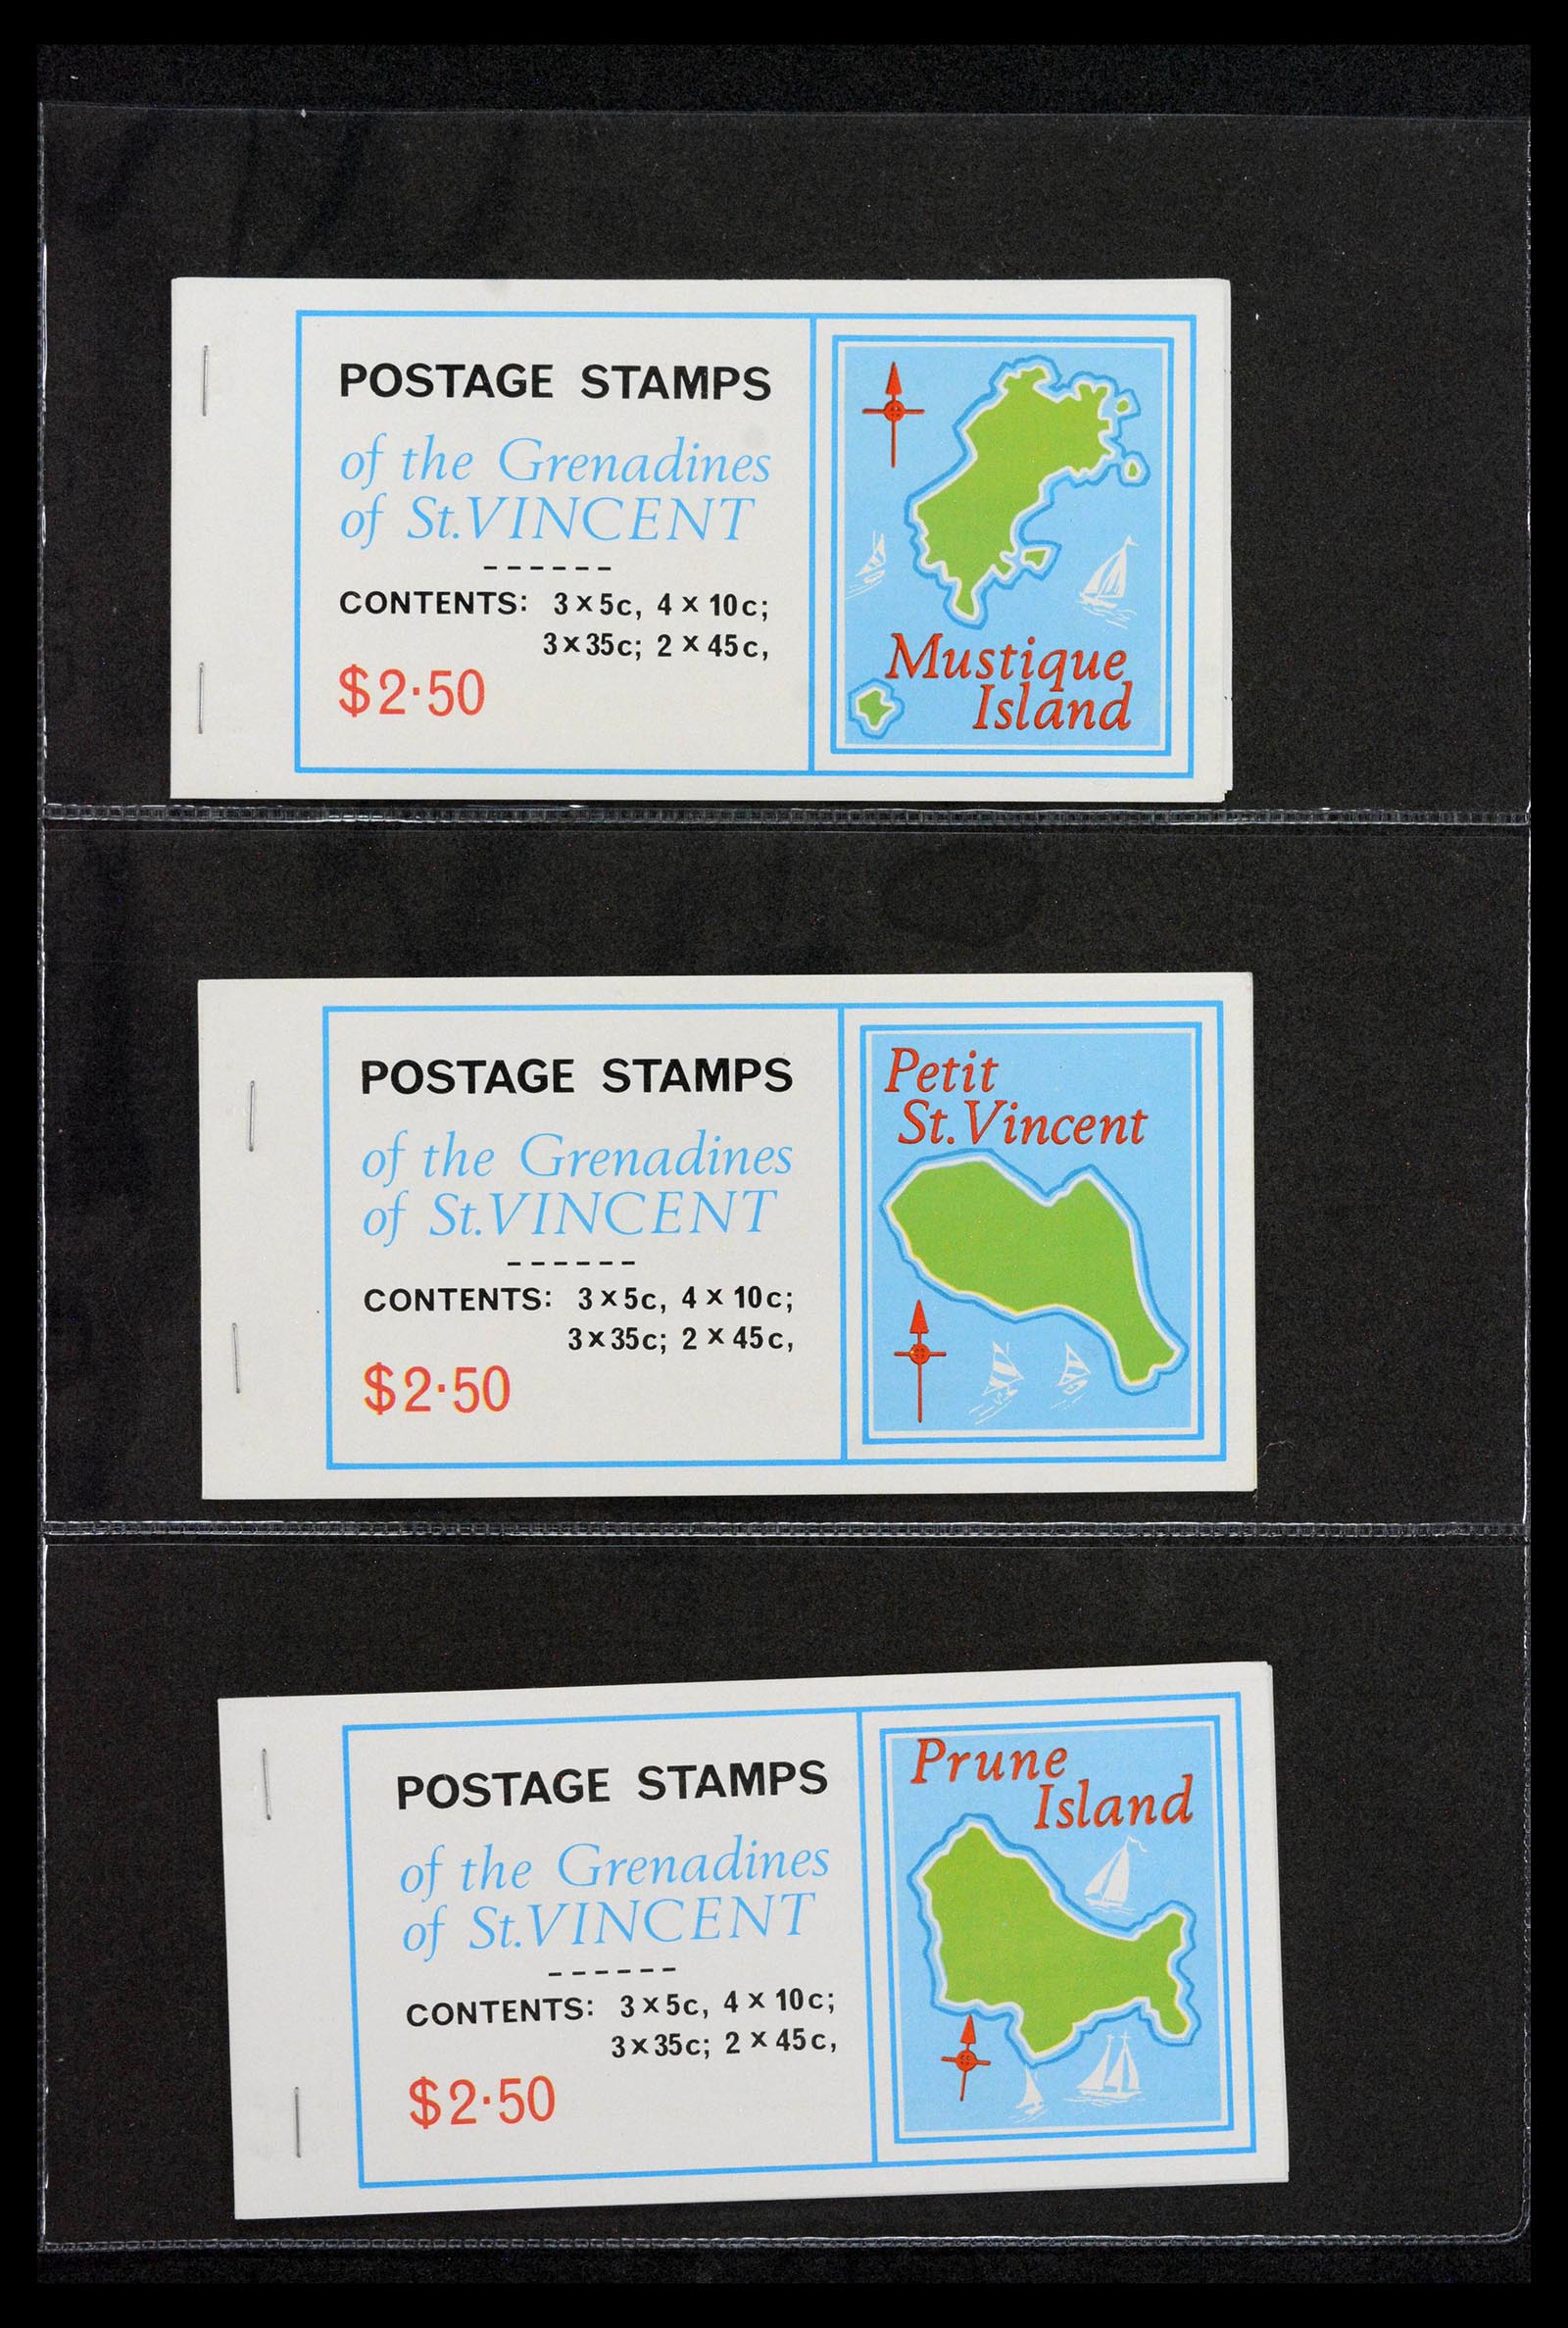 POSTAGE STAMPS
of the Grenadines
of St.VINCENT
------
CONTENTS: 3×5c, 4×10c;
3×35c; 2×45c,
$2·50
Mustique
Island
POSTAGE STAMPS
of the Grenadines
of St.VINCENT
------
CONTENTS: 3×5c, 4×10c;
3×35c; 2×45c,
$2·50
Petit
St.Vincent
POSTAGE STAMPS
of the Grenadines
of St.VINCENT
------
CONTENTS: 3×5c, 4×10c;
3×35c; 2×45c,
$2·50
Prune
Island